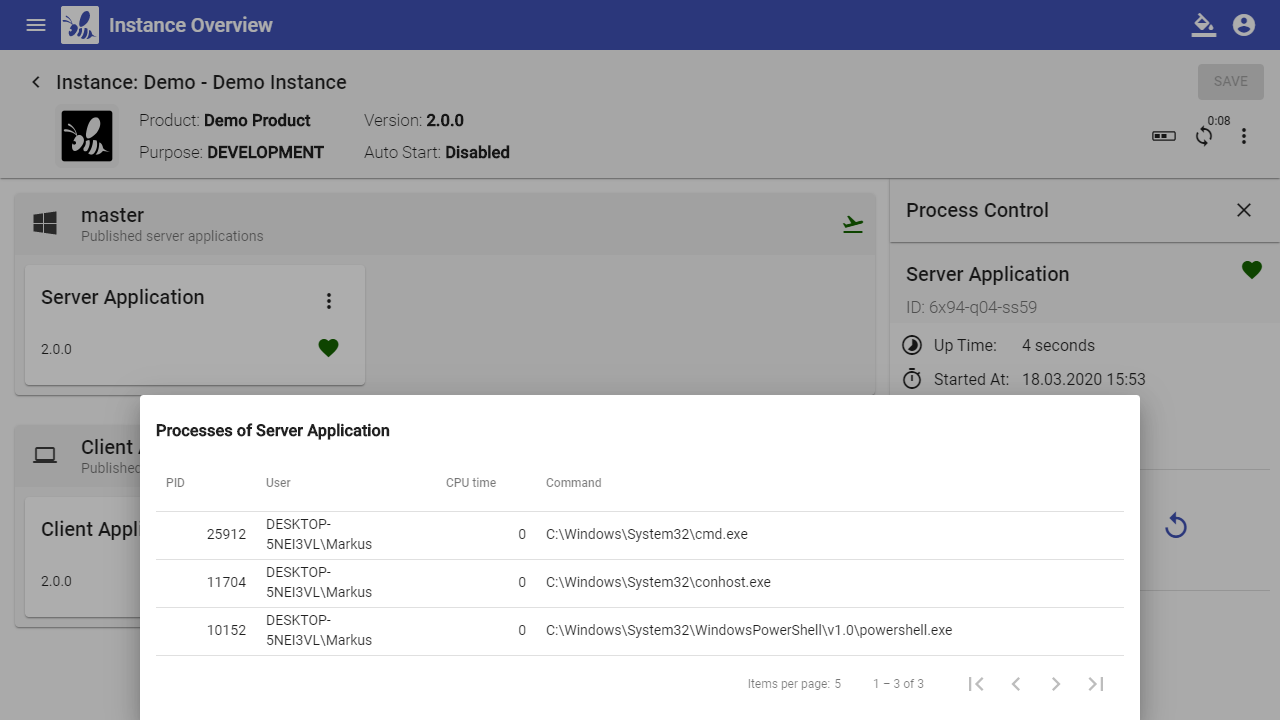 Instance Overview
Instance: Demo - Demo Instance
SAVE
Product: Demo Product
Version: 2.0.0
Purpose: DEVELOPMENT
Auto Start: Disabled
0:08
master
Published server applications
Server Application
2.0.0
Process Control
Server Application
ID: 6x94-q04-ss59
Up Time: 4 seconds
Started At: 18.03.2020 15:53
Client
Published
Client Appl
2.0.0
Processes of Server Application
PID User CPU time Command
25912 DESKTOP-
5NEI3VL\Markus 0 C:\Windows\System32\cmd.exe
11704 DESKTOP-
5NEI3VL\Markus 0 C:\Windows\System32\conhost.exe
10152 DESKTOP-
5NEI3VL\Markus 0 C:\Windows\System32\WindowsPowerShell\v1.0\powershell.exe
Items per page: 5 1 – 3 of 3